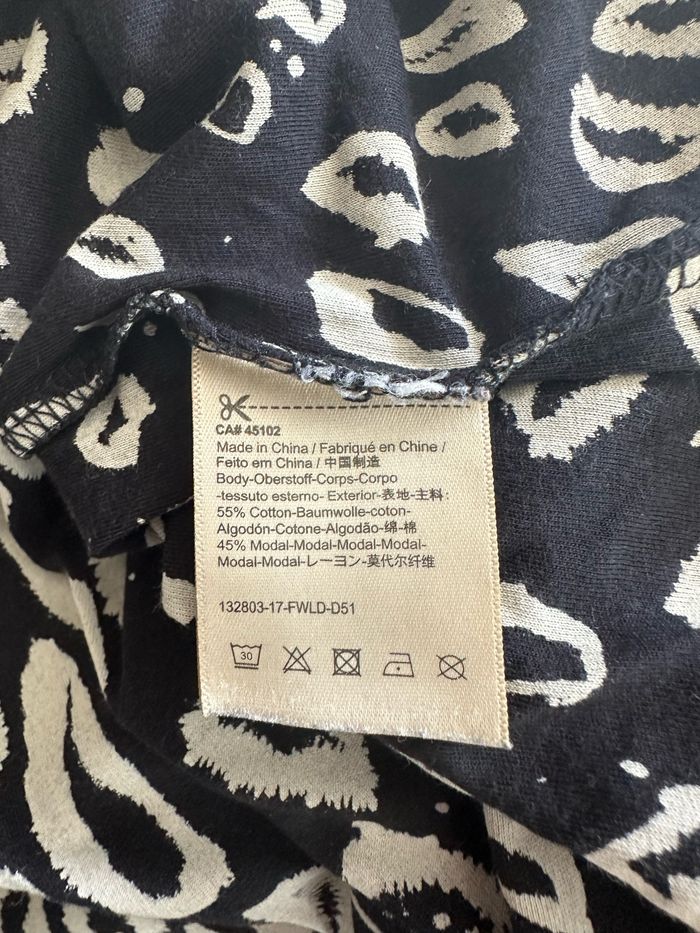 CA# 45102
Made in China / Fabriqué en Chine /
Feito em China / 中国制造
Body-Oberstoff-Corps-Corpo
-tessuto esterno- Exterior-表地-主料:
55% Cotton-Baumwolle-coton-
Algodón-Cotone-Algodão-绵-棉
45% Modal-Modal-Modal-Modal-
Modal-Modal-レーヨン-莫代尔纤维
132803-17-FWLD-D51
30